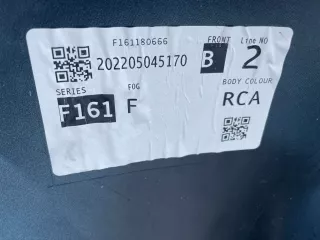 F161180666
FRONT
Line NO
202205045170
B
2
SERIES
FOG
BODY COLOUR
F161
F
RCA